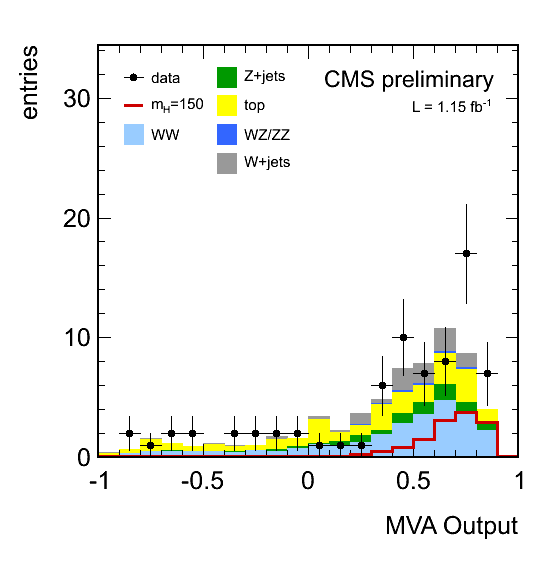 entries
CMS preliminary
L = 1.15 fb⁻¹
data
m_H=150
WW
Z+jets
top
WZ/ZZ
W+jets
30
20
10
0
-1
-0.5
0
0.5
1
MVA Output